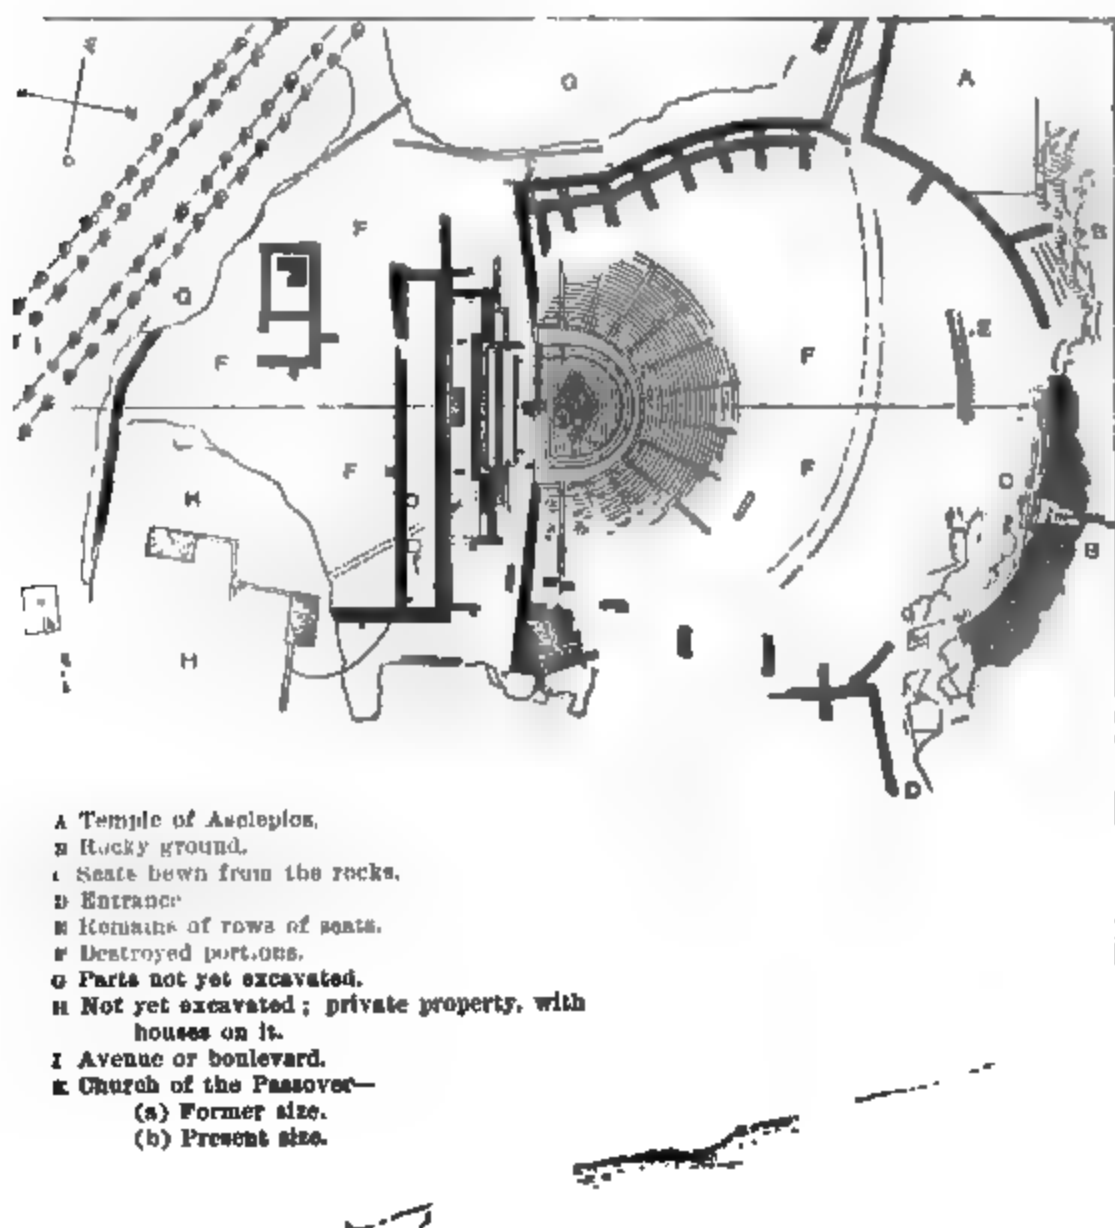 A
G
B
F
G
E
F
F
F
F
H
C
D
B
H
D
A Temple of Asclepios.
B Rocky ground.
C Seats hewn from the rocks.
D Entrance
E Remains of rows of seats.
F Destroyed portions.
G Parts not yet excavated.
H Not yet excavated; private property, with
houses on it.
I Avenue or boulevard.
K Church of the Passover—
(a) Former size.
(b) Present size.